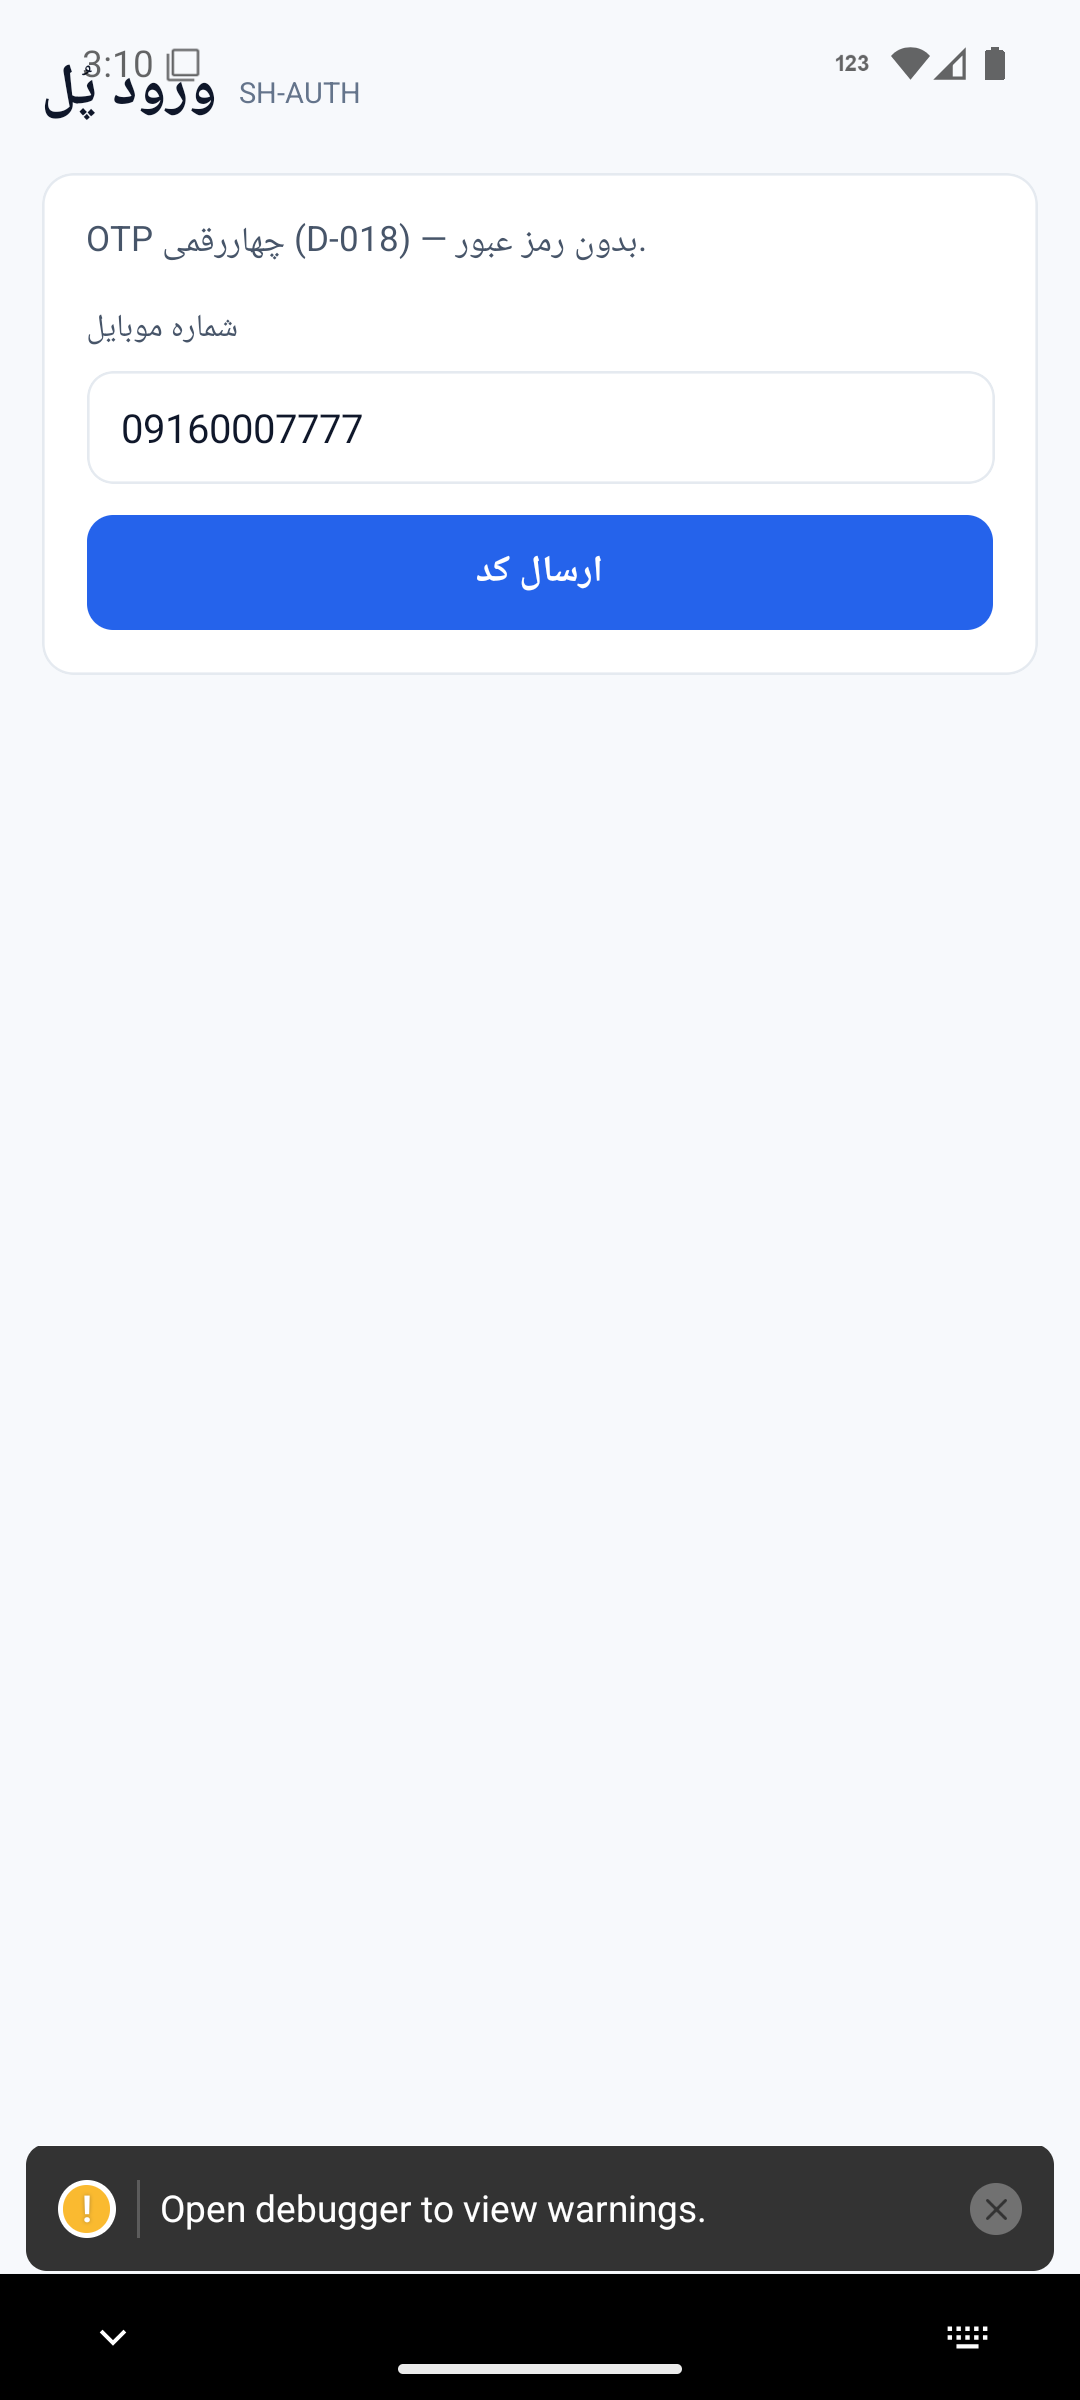 3:10
123
ورود پُل SH-AUTH
OTP چهاررقمی (D-018) — بدون رمز عبور.
شماره موبایل
09160007777
ارسال کد
Open debugger to view warnings.